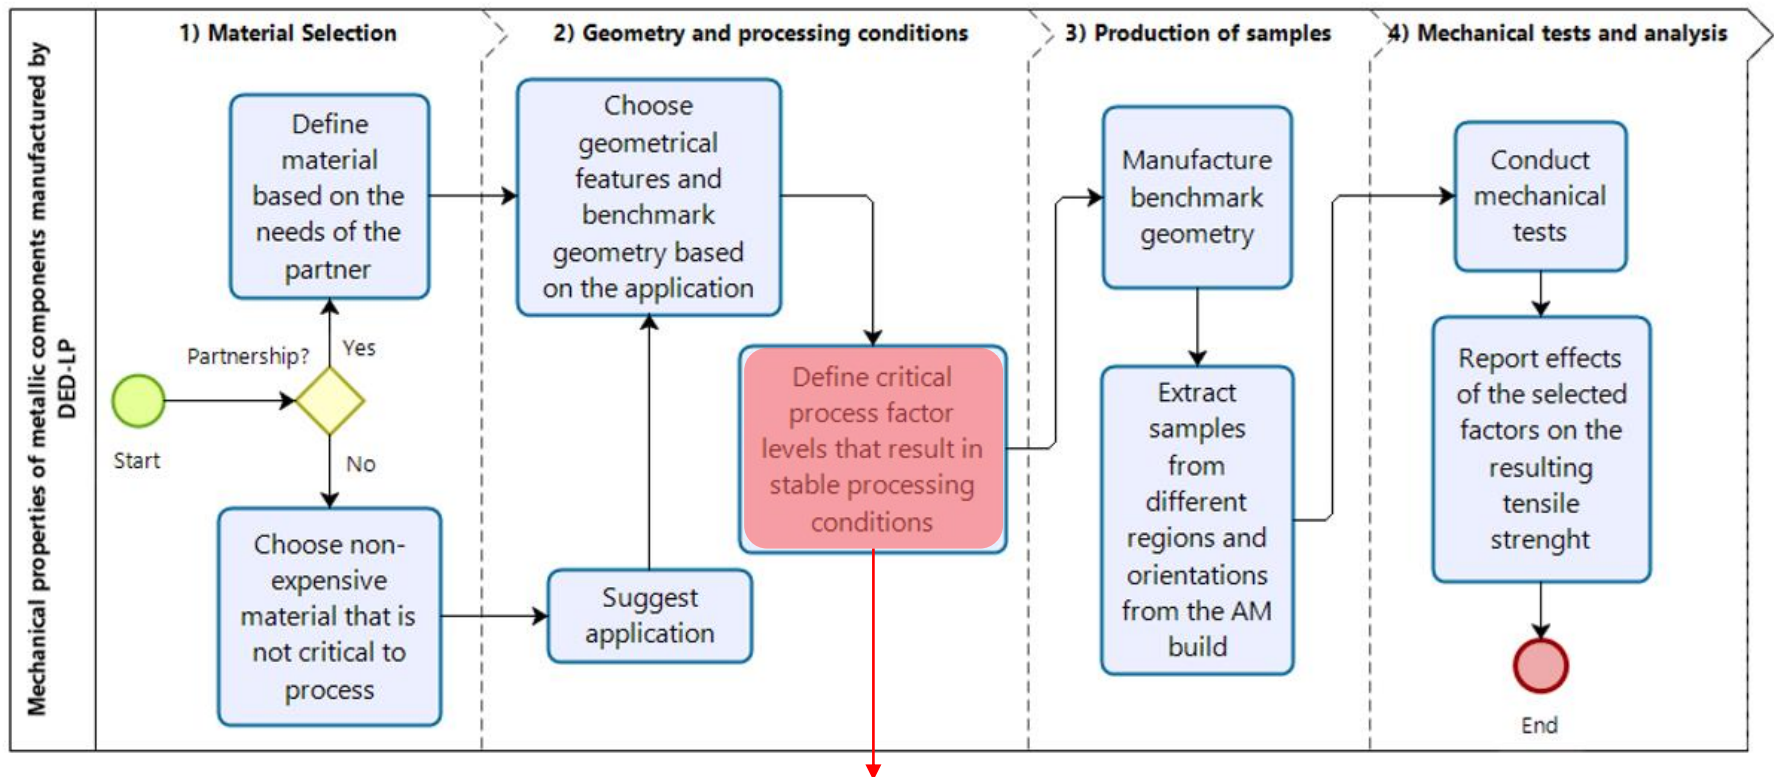 Mechanical properties of metallic components manufactured by
DED-LP
1) Material Selection
2) Geometry and processing conditions
3) Production of samples
4) Mechanical tests and analysis
Start
Partnership?
Yes
No
Define
material
based on the
needs of the
partner
Choose non-
expensive
material that is
not critical to
process
Choose
geometrical
features and
benchmark
geometry based
on the application
Suggest
application
Define critical
process factor
levels that result in
stable processing
conditions
Manufacture
benchmark
geometry
Extract
samples
from
different
regions and
orientations
from the AM
build
Conduct
mechanical
tests
Report effects
of the selected
factors on the
resulting
tensile
strenght
End